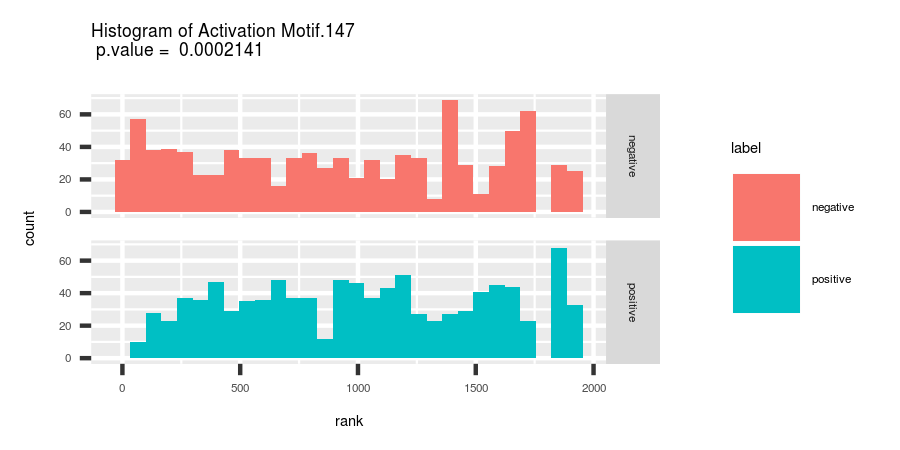 Histogram of Activation Motif.147
p.value = 0.0002141
count
60
40
20
0
negative
60
40
20
0
positive
0 500 1000 1500 2000
rank
label
negative
positive